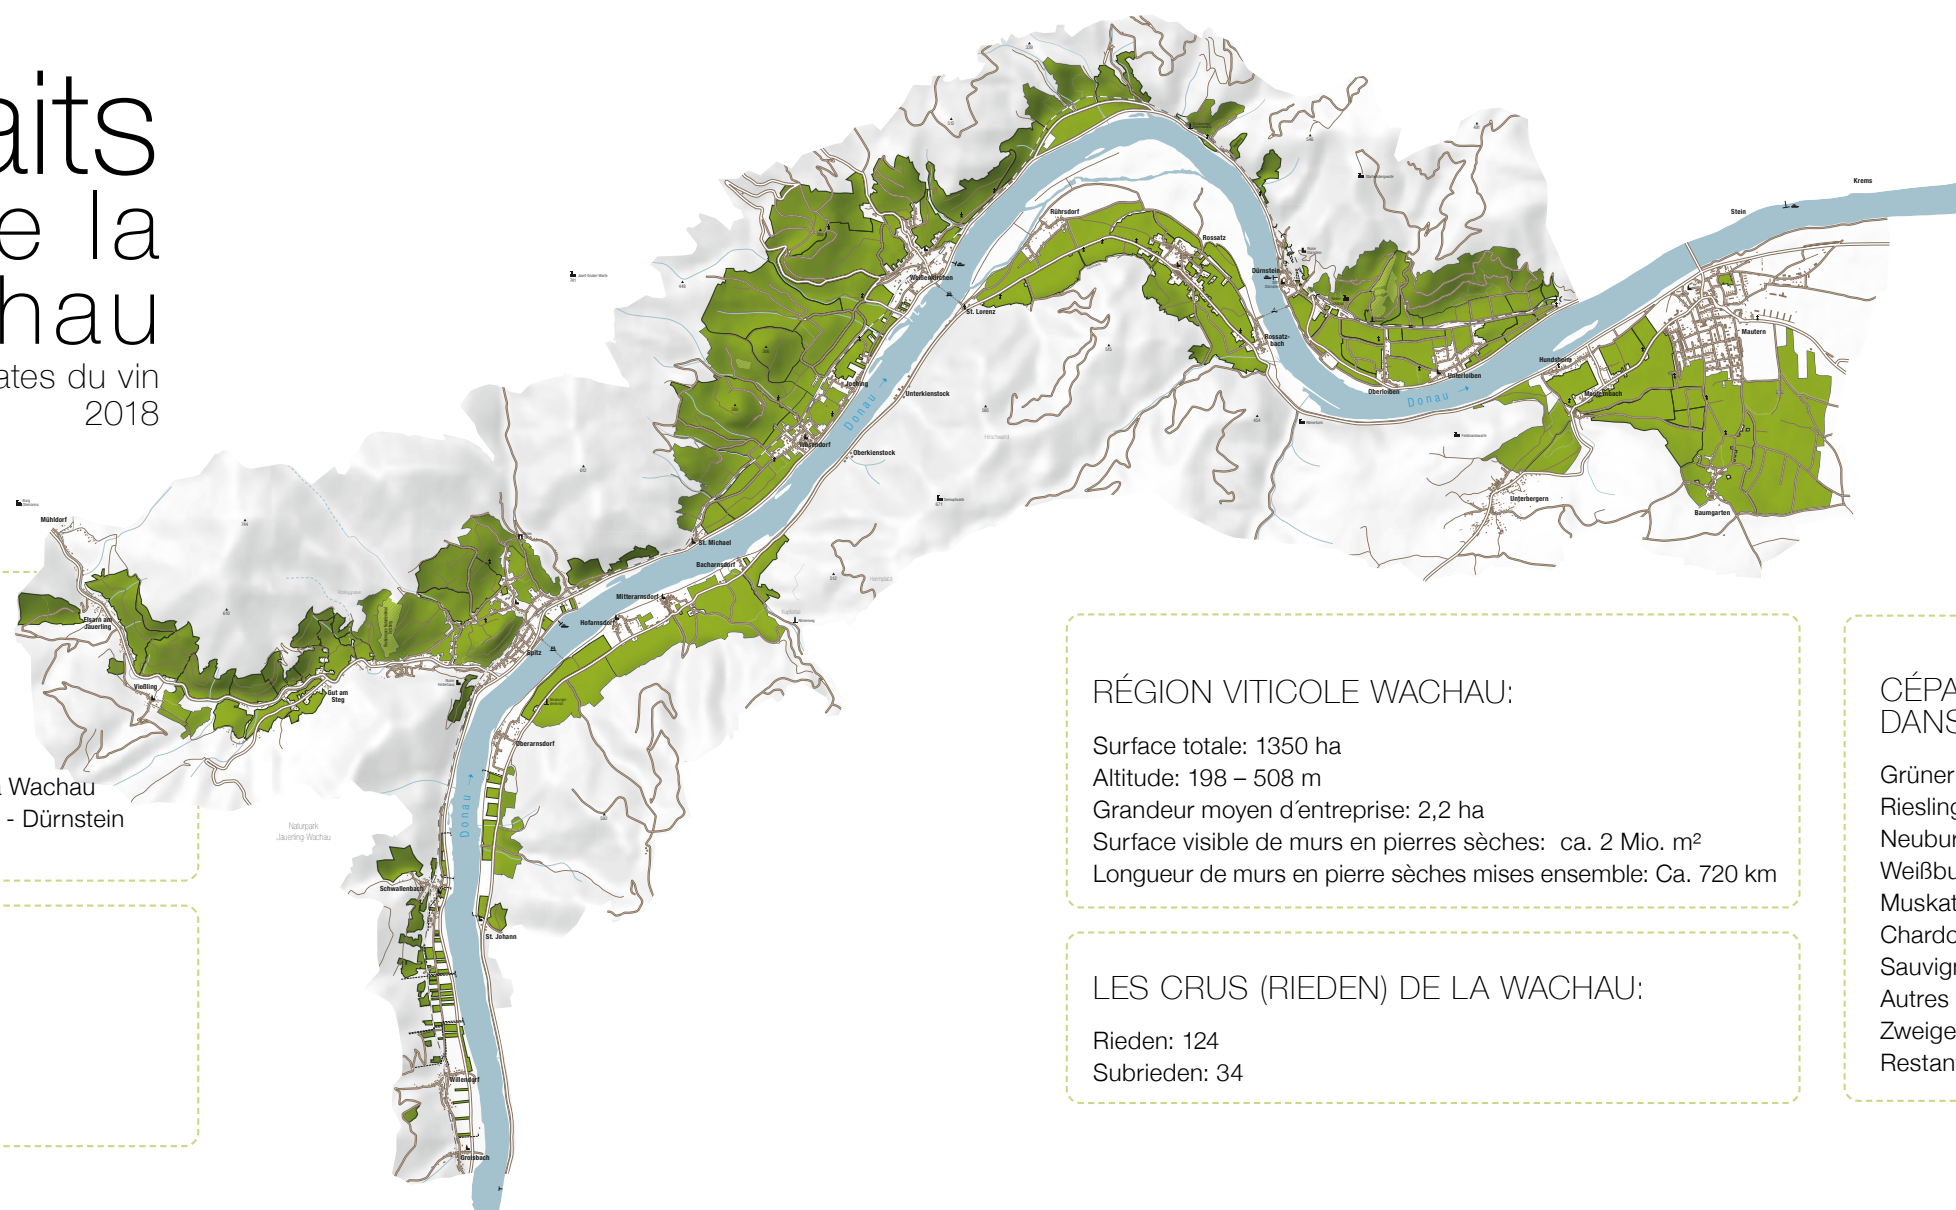 aits
e la
hau
ates du vin
2018
Wachau
- Dürnstein
Krems
Stein
Mautern
Rührsdorf
Rossatz
Dürnstein
Weißenkirchen
St. Lorenz
Rossatz-
bach
Hundsheim
Unterloiben
Oberloiben
Mauternbach
Joching
Unterkienstock
Donau
Donau
Wösendorf
Oberkienstock
Unterbergern
Baumgarten
Mühldorf
St. Michael
Bacharnsdorf
Mitterarnsdorf
Hofarnsdorf
Elsarn am
Jauerling
Spitz
Vießling
Gut am
Steg
Oberarnsdorf
Donau
Naturpark
Jauerling-Wachau
Schwallenbach
St. Johann
Willendorf
Groisbach
RÉGION VITICOLE WACHAU:
Surface totale: 1350 ha
Altitude: 198 – 508 m
Grandeur moyen d´entreprise: 2,2 ha
Surface visible de murs en pierres sèches:  ca. 2 Mio. m²
Longueur de murs en pierre sèches mises ensemble: Ca. 720 km
LES CRUS (RIEDEN) DE LA WACHAU:
Rieden: 124
Subrieden: 34
CÉPA
DANS
Grüner
Riesling
Neubur
Weißbu
Muskat
Chardo
Sauvign
Autres
Zweige
Restan